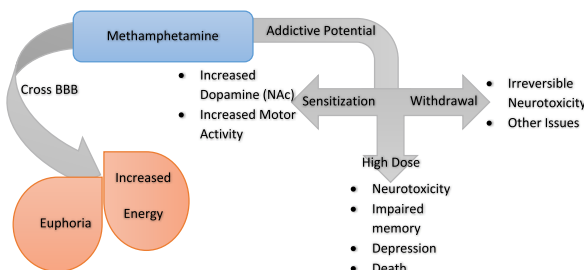 Methamphetamine
Addictive Potential
Cross BBB
• Increased
Dopamine (NAc)
• Increased Motor
Activity
Sensitization
Withdrawal
• Irreversible
Neurotoxicity
• Other Issues
High Dose
• Neurotoxicity
• Impaired
memory
• Depression
• Death
Increased
Energy
Euphoria